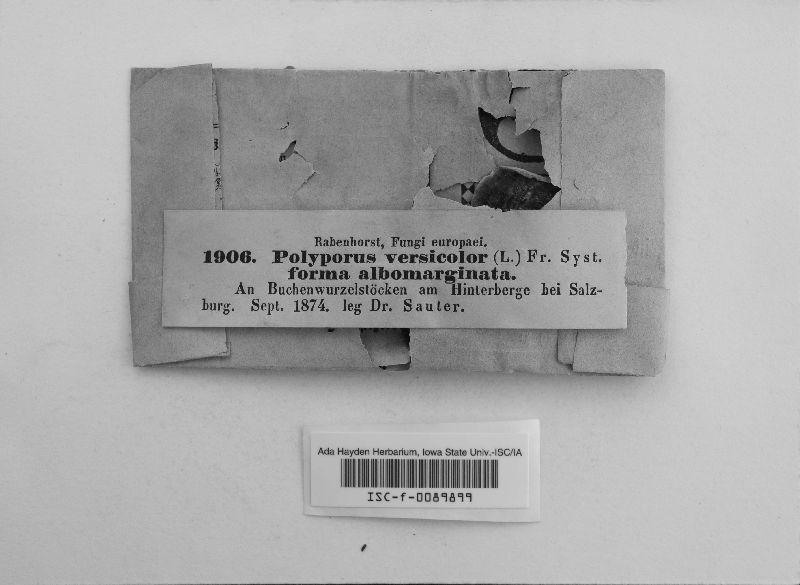 Rabenhorst, Fungi europaei.
1906. Polyporus versicolor (L.) Fr. Syst.
forma albomarginata.
An Buchenwurzelstöcken am Hinterberge bei Salz-
burg. Sept. 1874. leg Dr. Sauter.
Ada Hayden Herbarium, Iowa State Univ.-ISC/IA
ISC-f-0089899